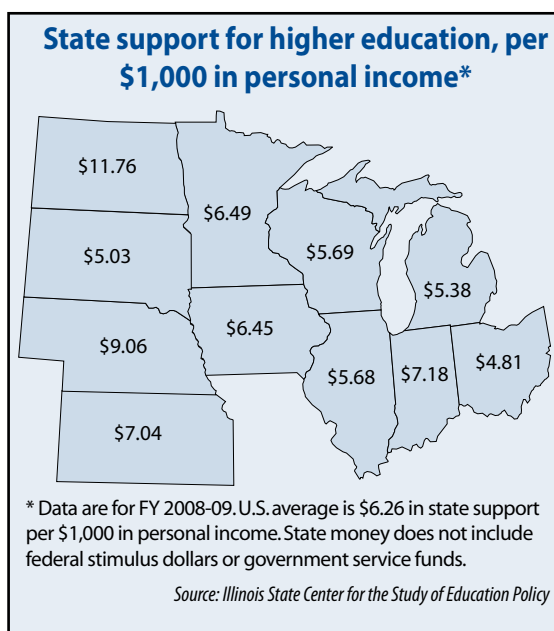 State support for higher education, per
$1,000 in personal income*
$11.76
$6.49
$5.03
$5.69
$5.38
$9.06
$6.45
$5.68
$7.18
$4.81
$7.04
* Data are for FY 2008-09. U.S. average is $6.26 in state support
per $1,000 in personal income. State money does not include
federal stimulus dollars or government service funds.
Source: Illinois State Center for the Study of Education Policy